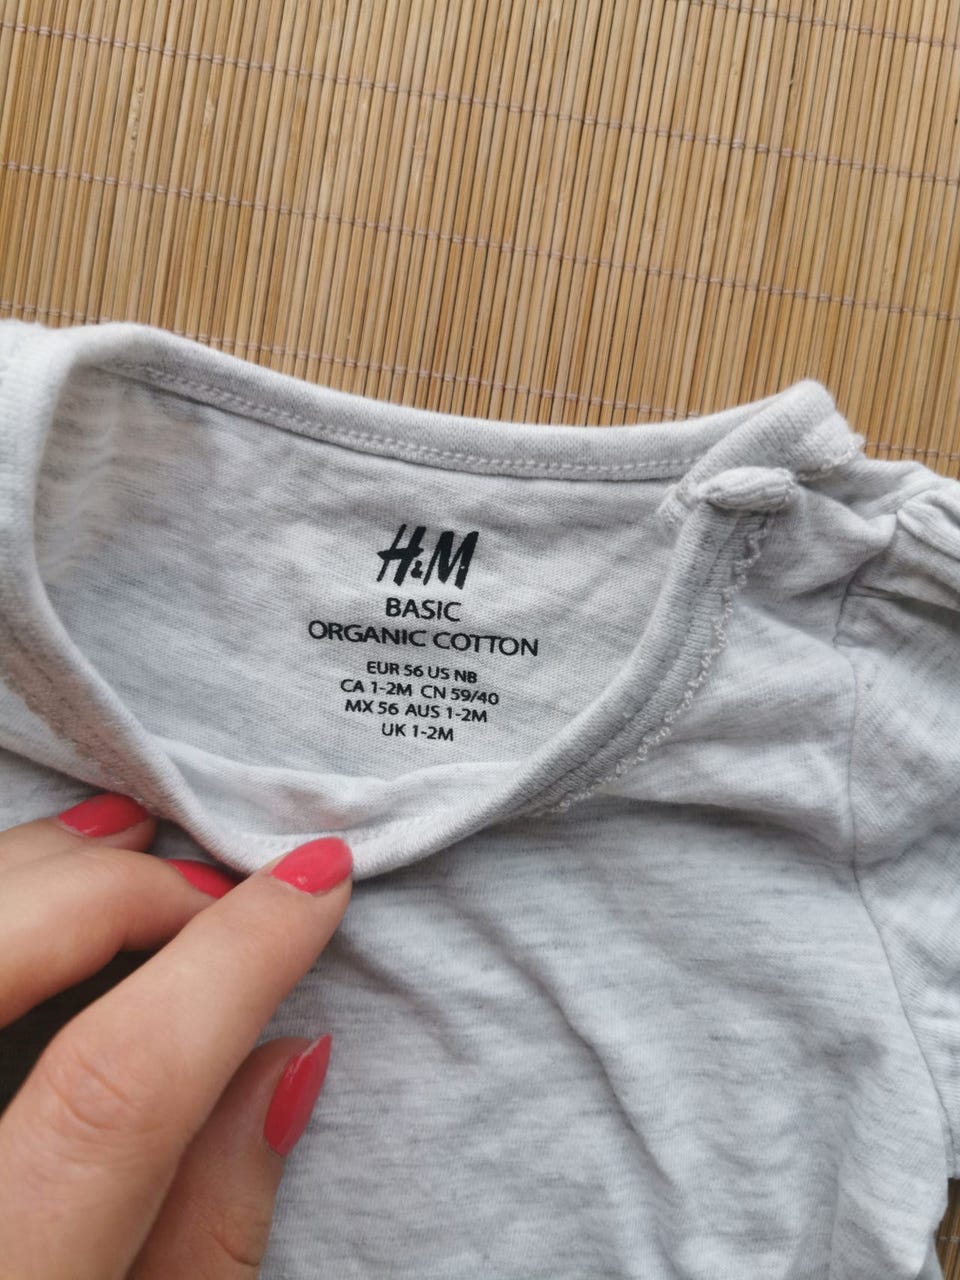 H&M
BASIC
ORGANIC COTTON
EUR 56 US NB
CA 1-2M CN 59/40
MX 56 AUS 1-2M
UK 1-2M